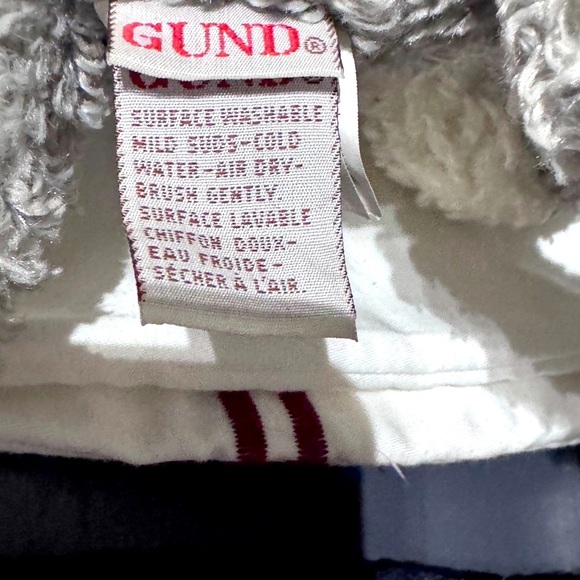 GUND®
GUND®
SURFACE WASHABLE
MILD SUDS-COLD
WATER-AIR DRY-
BRUSH GENTLY.
SURFACE LAVABLE
CHIFFON DOUX-
EAU FROIDE-
SÉCHER À L'AIR.